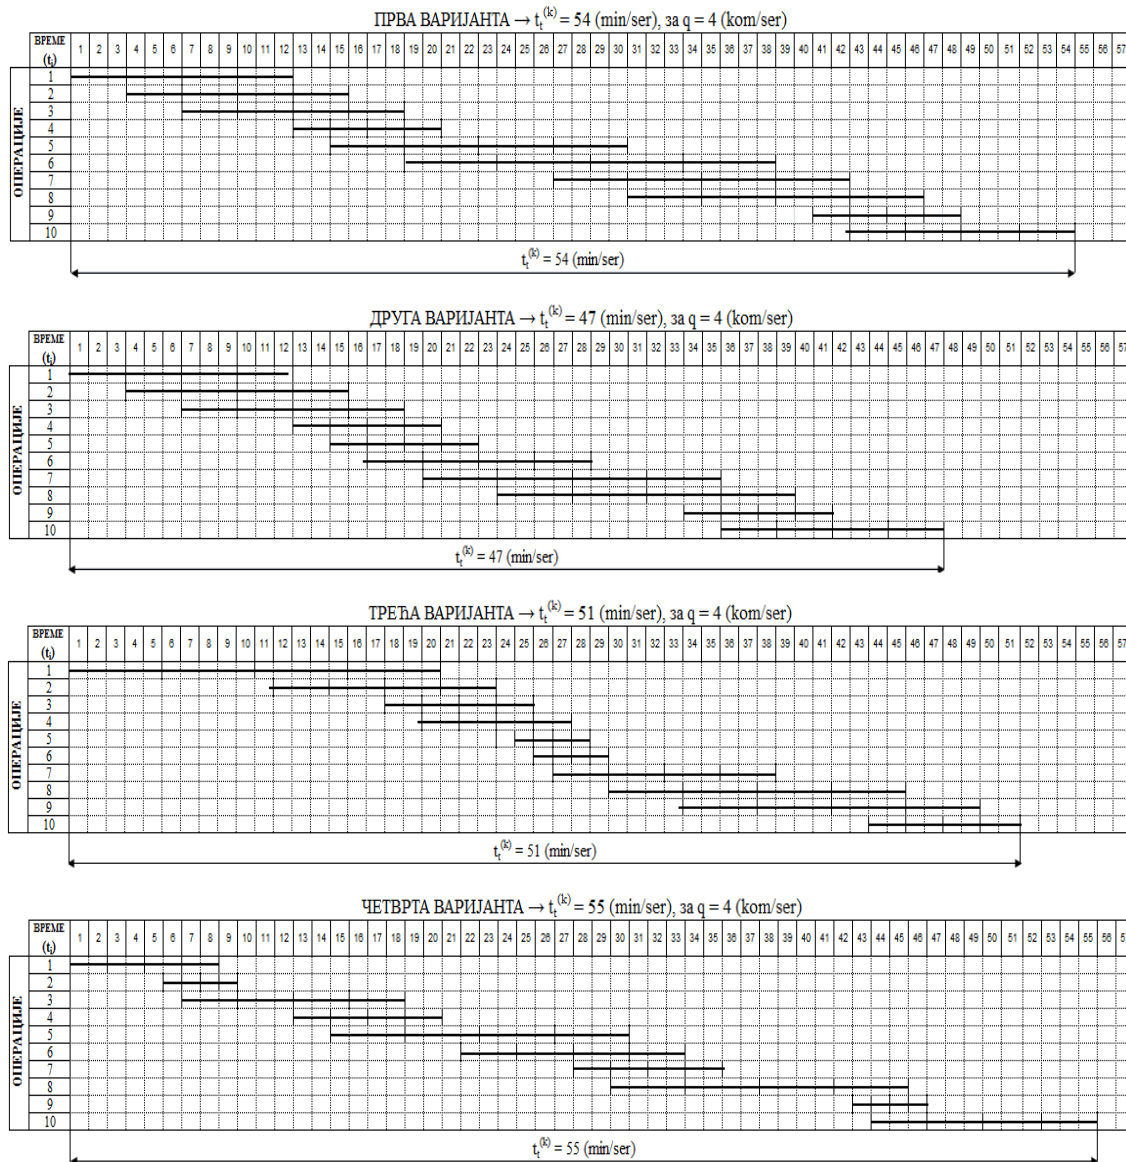 ПРВА ВАРИЈАНТА → tₜ⁽ᵏ⁾ = 54 (min/ser), за q = 4 (kom/ser)
ВРЕМЕ (tᵢ) 1 2 3 4 5 6 7 8 9 10 11 12 13 14 15 16 17 18 19 20 21 22 23 24 25 26 27 28 29 30 31 32 33 34 35 36 37 38 39 40 41 42 43 44 45 46 47 48 49 50 51 52 53 54 55 56 57
ОПЕРАЦИЈЕ
1
2
3
4
5
6
7
8
9
10
tₜ⁽ᵏ⁾ = 54 (min/ser)
ДРУГА ВАРИЈАНТА → tₜ⁽ᵏ⁾ = 47 (min/ser), за q = 4 (kom/ser)
ВРЕМЕ (tᵢ) 1 2 3 4 5 6 7 8 9 10 11 12 13 14 15 16 17 18 19 20 21 22 23 24 25 26 27 28 29 30 31 32 33 34 35 36 37 38 39 40 41 42 43 44 45 46 47 48 49 50 51 52 53 54 55 56 57
ОПЕРАЦИЈЕ
1
2
3
4
5
6
7
8
9
10
tₜ⁽ᵏ⁾ = 47 (min/ser)
ТРЕЋА ВАРИЈАНТА → tₜ⁽ᵏ⁾ = 51 (min/ser), за q = 4 (kom/ser)
ВРЕМЕ (tᵢ) 1 2 3 4 5 6 7 8 9 10 11 12 13 14 15 16 17 18 19 20 21 22 23 24 25 26 27 28 29 30 31 32 33 34 35 36 37 38 39 40 41 42 43 44 45 46 47 48 49 50 51 52 53 54 55 56 57
ОПЕРАЦИЈЕ
1
2
3
4
5
6
7
8
9
10
tₜ⁽ᵏ⁾ = 51 (min/ser)
ЧЕТВРТА ВАРИЈАНТА → tₜ⁽ᵏ⁾ = 55 (min/ser), за q = 4 (kom/ser)
ВРЕМЕ (tᵢ) 1 2 3 4 5 6 7 8 9 10 11 12 13 14 15 16 17 18 19 20 21 22 23 24 25 26 27 28 29 30 31 32 33 34 35 36 37 38 39 40 41 42 43 44 45 46 47 48 49 50 51 52 53 54 55 56 57
ОПЕРАЦИЈЕ
1
2
3
4
5
6
7
8
9
10
tₜ⁽ᵏ⁾ = 55 (min/ser)